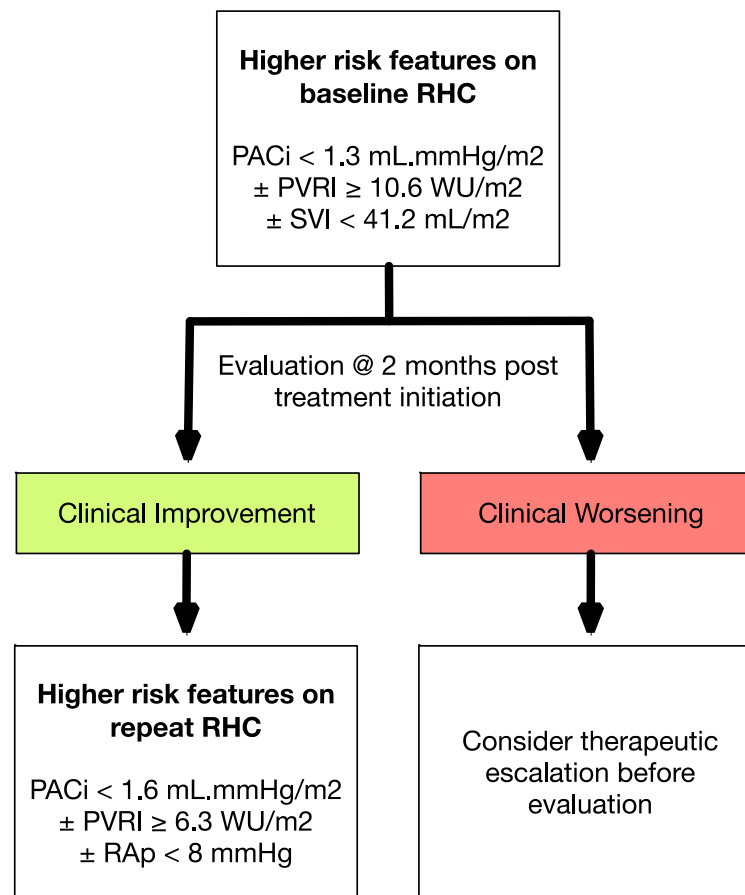 Higher risk features on
baseline RHC
PACi < 1.3 mL.mmHg/m2
± PVRI ≥ 10.6 WU/m2
± SVI < 41.2 mL/m2
Evaluation @ 2 months post
treatment initiation
Clinical Improvement
Clinical Worsening
Higher risk features on
repeat RHC
PACi < 1.6 mL.mmHg/m2
± PVRI ≥ 6.3 WU/m2
± RAp < 8 mmHg
Consider therapeutic
escalation before
evaluation